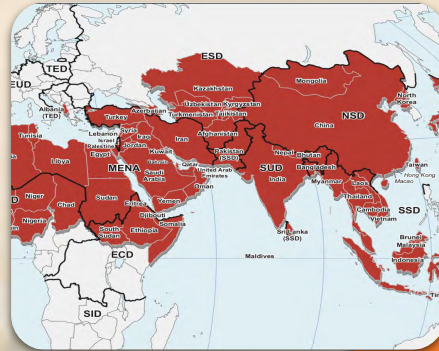 ESD
TED
EUD
Albania
(TED)
Kazakhstan
Mongolia
Uzbekistan Kyrgyzstan
Turkmenistan Tajikistan
Azerbaijan
Turkey
North
Korea
NSD
China
Tunisia
Lebanon
Syria
Israel
Iraq
Palestine
Jordan
Iran
Afghanistan
Kuwait
Pakistan
(SSD)
Nepal
Bhutan
Libya
Egypt
MENA
Qatar
United Arab
Emirates
Saudi
Arabia
Oman
SUD
India
Bangladesh
Myanmar
Taiwan
Hong Kong
Macao
Laos
Thailand
SSD
Cambodia
Vietnam
Niger
Chad
Sudan
Eritrea
Yemen
Djibouti
Somalia
Nigeria
South
Sudan
Ethiopia
Sri Lanka
(SSD)
Maldives
Brunei
Malaysia
Indonesia
ECD
SID